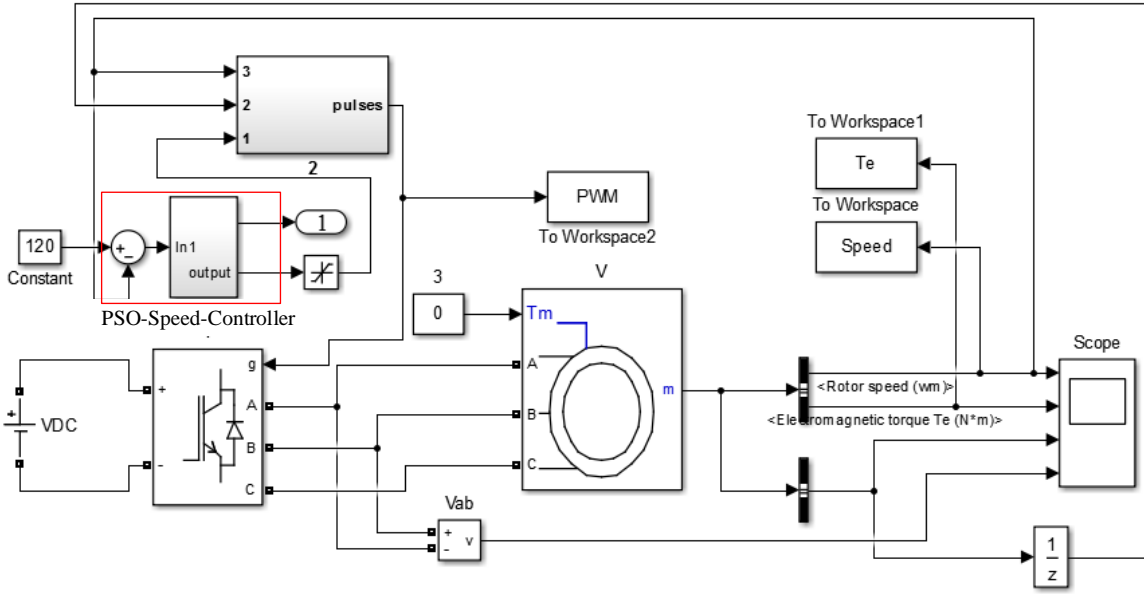 3
2
1
pulses
2
120
Constant
+
−
In1
output
1
PSO-Speed-Controller
PWM
To Workspace2
To Workspace1
Te
To Workspace
Speed
3
0
V
Tm
A
B
C
m
<Rotor speed (wm)>
<Electromagnetic torque Te (N*m)>
Scope
+
VDC
+
-
g
A
B
C
Vab
+
-
v
1
z